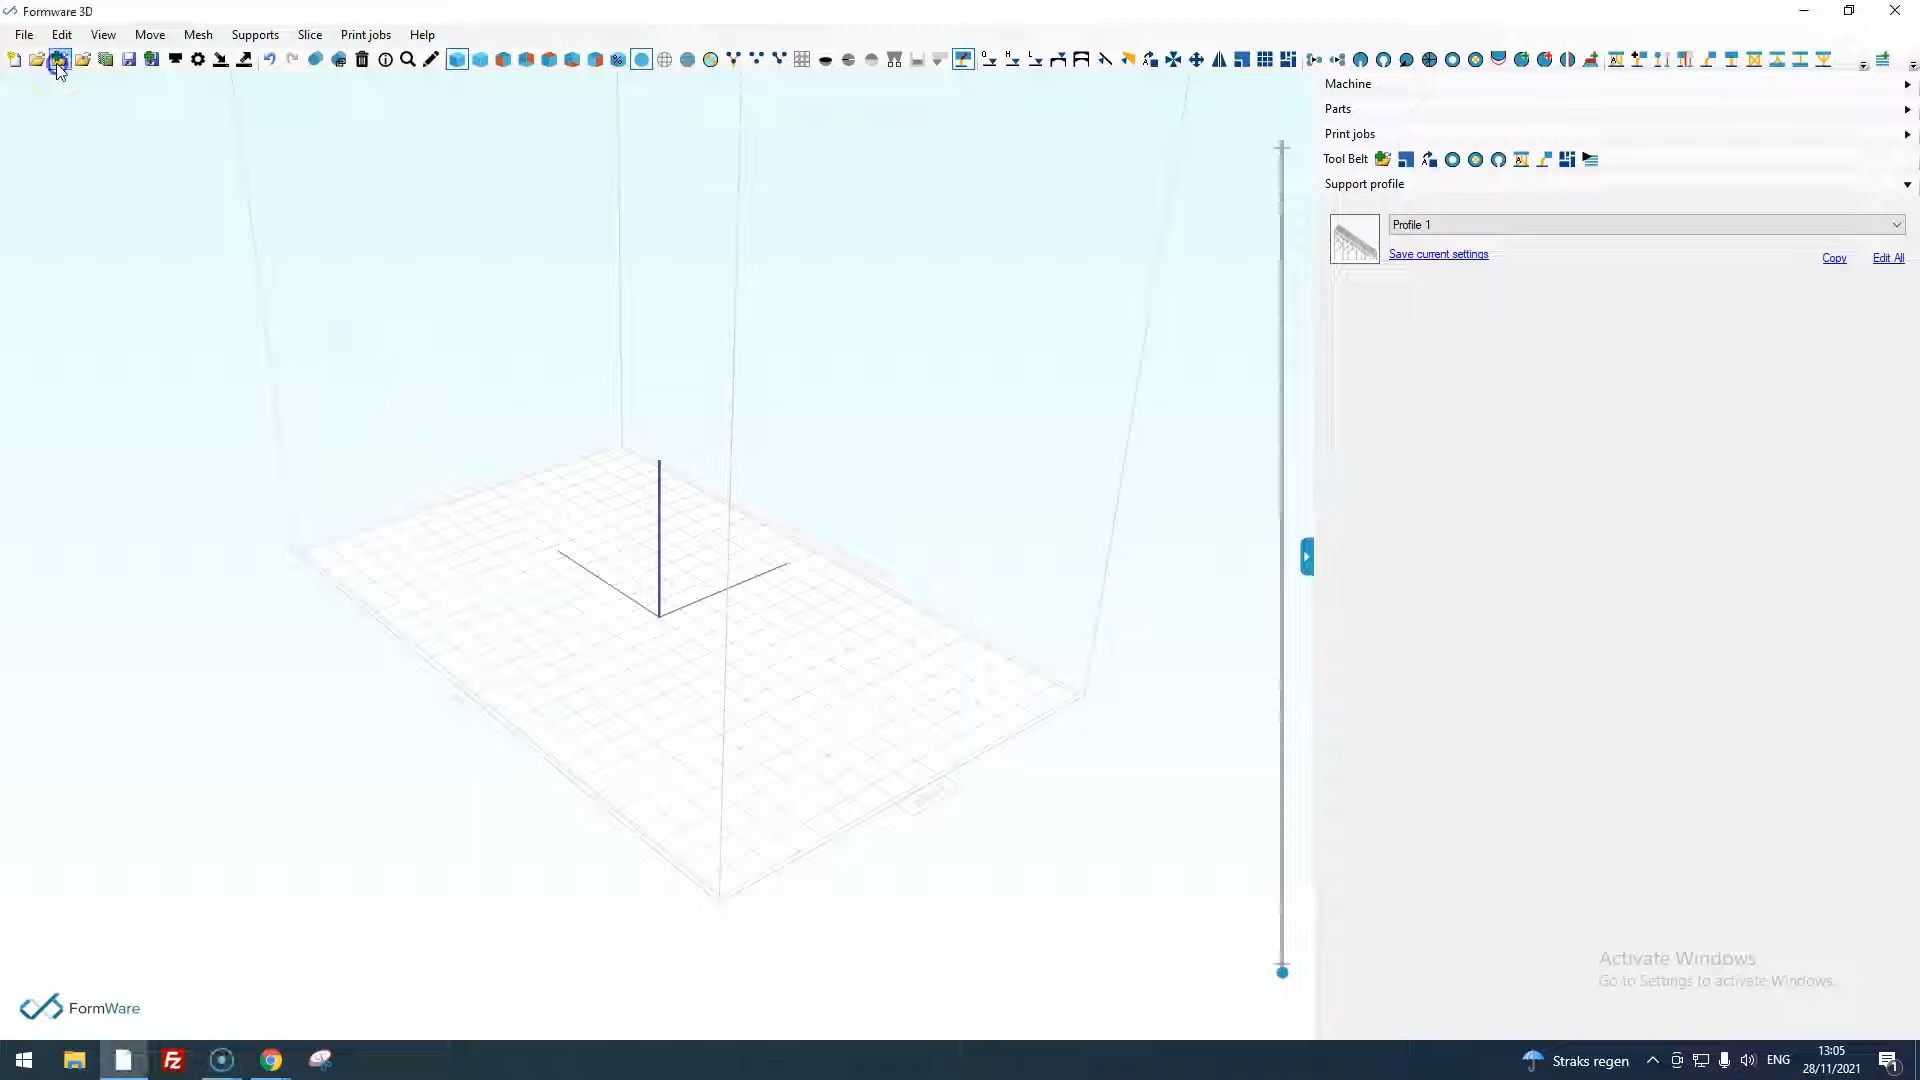 Formware 3D
File Edit View Move Mesh Supports Slice Print jobs Help
Machine
Parts
Print jobs
Tool Belt
Support profile
Profile 1
Save current settings Copy Edit All
Activate Windows
Go to Settings to activate Windows.
FormWare
Straks regen ENG 13:05
28/11/2021